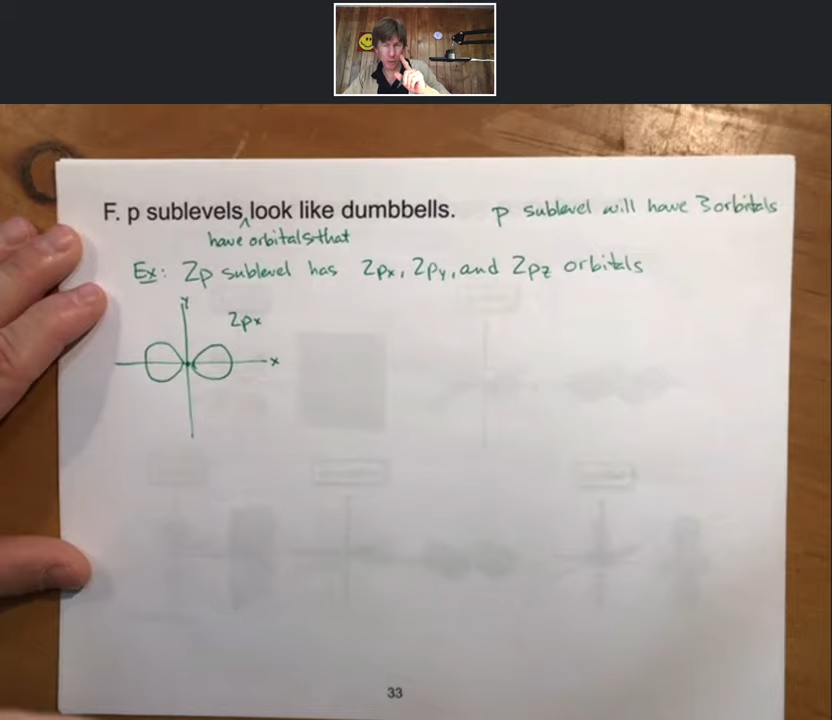 F. p sublevels ^ look like dumbbells. p sublevel will have 3 orbitals
have orbitals that
Ex: 2p sublevel has 2px, 2py, and 2pz orbitals
y
2px
x
33